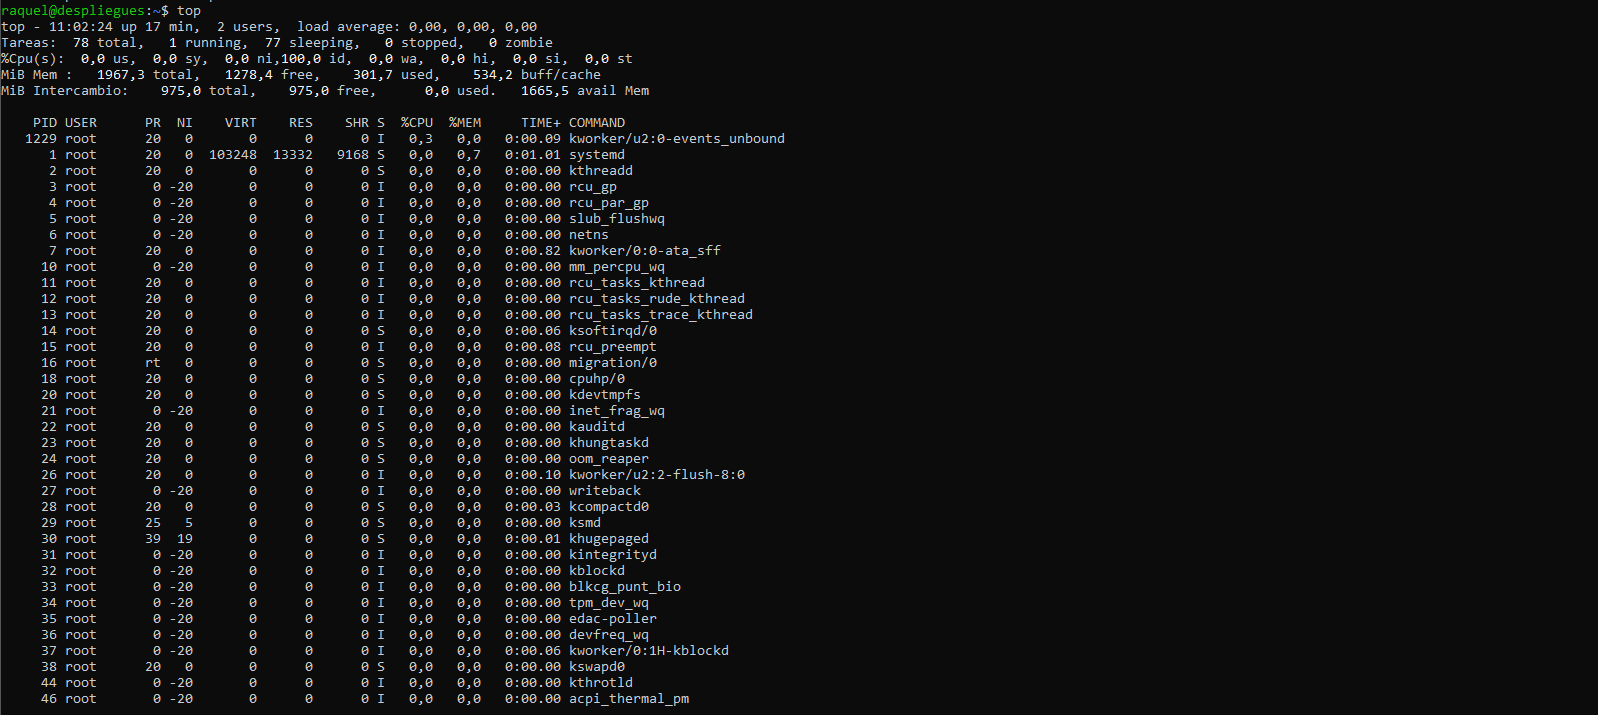 raquel@despliegues:~$ top
top - 11:02:24 up 17 min,  2 users,  load average: 0,00, 0,00, 0,00
Tareas:  78 total,   1 running,  77 sleeping,   0 stopped,   0 zombie
%Cpu(s):  0,0 us,  0,0 sy,  0,0 ni,100,0 id,  0,0 wa,  0,0 hi,  0,0 si,  0,0 st
MiB Mem :   1967,3 total,   1278,4 free,    301,7 used,    534,2 buff/cache
MiB Intercambio:    975,0 total,    975,0 free,      0,0 used.   1665,5 avail Mem
PID USER      PR  NI    VIRT    RES    SHR S  %CPU  %MEM     TIME+ COMMAND
1229 root      20   0       0      0      0 I   0,3   0,0   0:00.09 kworker/u2:0-events_unbound
1 root      20   0  103248  13332   9168 S   0,0   0,7   0:01.01 systemd
2 root      20   0       0      0      0 S   0,0   0,0   0:00.00 kthreadd
3 root       0 -20       0      0      0 I   0,0   0,0   0:00.00 rcu_gp
4 root       0 -20       0      0      0 I   0,0   0,0   0:00.00 rcu_par_gp
5 root       0 -20       0      0      0 I   0,0   0,0   0:00.00 slub_flushwq
6 root       0 -20       0      0      0 I   0,0   0,0   0:00.00 netns
7 root      20   0       0      0      0 I   0,0   0,0   0:00.82 kworker/0:0-ata_sff
10 root       0 -20       0      0      0 I   0,0   0,0   0:00.00 mm_percpu_wq
11 root      20   0       0      0      0 I   0,0   0,0   0:00.00 rcu_tasks_kthread
12 root      20   0       0      0      0 I   0,0   0,0   0:00.00 rcu_tasks_rude_kthread
13 root      20   0       0      0      0 I   0,0   0,0   0:00.00 rcu_tasks_trace_kthread
14 root      20   0       0      0      0 S   0,0   0,0   0:00.06 ksoftirqd/0
15 root      20   0       0      0      0 I   0,0   0,0   0:00.08 rcu_preempt
16 root      rt   0       0      0      0 S   0,0   0,0   0:00.00 migration/0
18 root      20   0       0      0      0 S   0,0   0,0   0:00.00 cpuhp/0
20 root      20   0       0      0      0 S   0,0   0,0   0:00.00 kdevtmpfs
21 root       0 -20       0      0      0 I   0,0   0,0   0:00.00 inet_frag_wq
22 root      20   0       0      0      0 S   0,0   0,0   0:00.00 kauditd
23 root      20   0       0      0      0 S   0,0   0,0   0:00.00 khungtaskd
24 root      20   0       0      0      0 S   0,0   0,0   0:00.00 oom_reaper
26 root      20   0       0      0      0 I   0,0   0,0   0:00.10 kworker/u2:2-flush-8:0
27 root       0 -20       0      0      0 I   0,0   0,0   0:00.00 writeback
28 root      20   0       0      0      0 S   0,0   0,0   0:00.03 kcompactd0
29 root      25   5       0      0      0 S   0,0   0,0   0:00.00 ksmd
30 root      39  19       0      0      0 S   0,0   0,0   0:00.01 khugepaged
31 root       0 -20       0      0      0 I   0,0   0,0   0:00.00 kintegrityd
32 root       0 -20       0      0      0 I   0,0   0,0   0:00.00 kblockd
33 root       0 -20       0      0      0 I   0,0   0,0   0:00.00 blkcg_punt_bio
34 root       0 -20       0      0      0 I   0,0   0,0   0:00.00 tpm_dev_wq
35 root       0 -20       0      0      0 I   0,0   0,0   0:00.00 edac-poller
36 root       0 -20       0      0      0 I   0,0   0,0   0:00.00 devfreq_wq
37 root       0 -20       0      0      0 I   0,0   0,0   0:00.06 kworker/0:1H-kblockd
38 root      20   0       0      0      0 S   0,0   0,0   0:00.00 kswapd0
44 root       0 -20       0      0      0 I   0,0   0,0   0:00.00 kthrotld
46 root       0 -20       0      0      0 I   0,0   0,0   0:00.00 acpi_thermal_pm